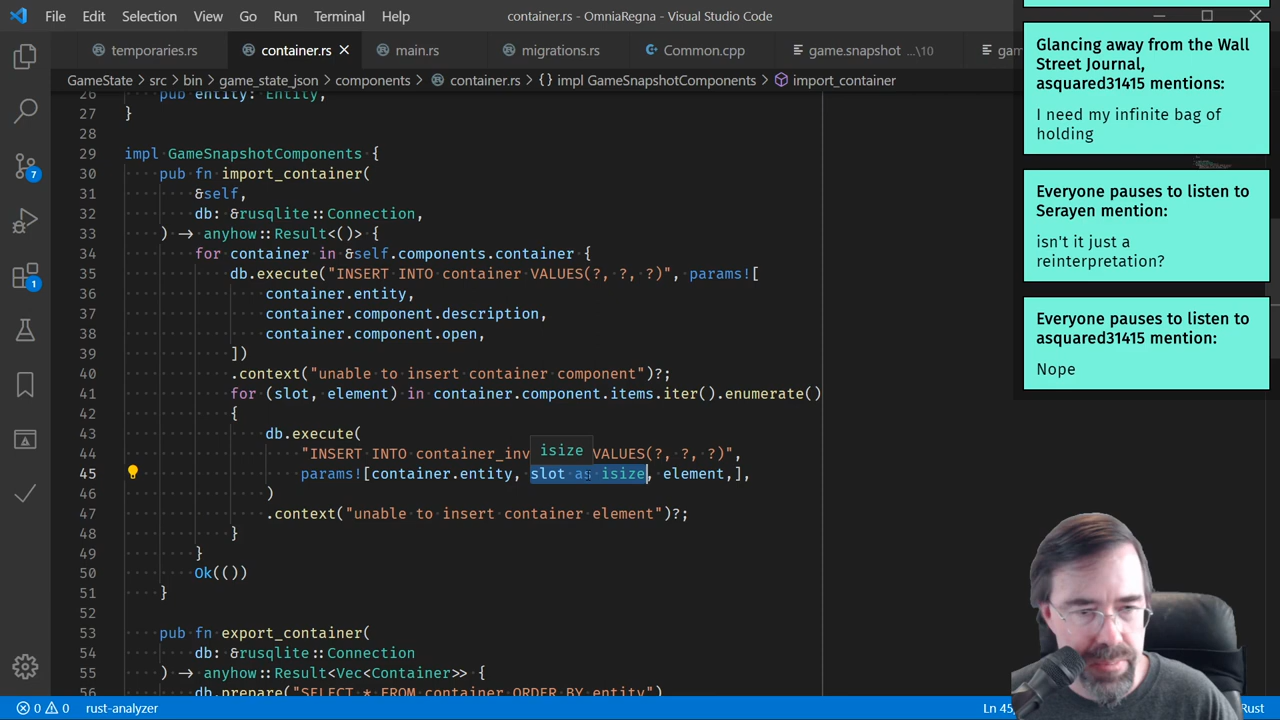 File Edit Selection View Go Run Terminal Help
container.rs - OmniaRegna - Visual Studio Code
temporaries.rs container.rs main.rs migrations.rs Common.cpp game.snapshot ...\10
GameState > src > bin > game_state_json > components > container.rs > {} impl GameSnapshotComponents > import_container
26 pub entity: Entity,
27 }
28
29 impl GameSnapshotComponents {
30 pub fn import_container(
31 &self,
32 db: &rusqlite::Connection,
33 ) → anyhow::Result<()> {
34 for container in &self.components.container {
35 db.execute("INSERT INTO container VALUES(?, ?, ?)", params![
36 container.entity,
37 container.component.description,
38 container.component.open,
39 ])
40 .context("unable to insert container component")?;
41 for (slot, element) in container.component.items.iter().enumerate()
42 {
43 db.execute(
isize
44 "INSERT INTO container_inv VALUES(?, ?, ?)",
45 params![container.entity, slot as isize, element,],
46 )
47 .context("unable to insert container element")?;
48 }
49 }
50 Ok(())
51 }
52
53 pub fn export_container(
54 db: &rusqlite::Connection
55 ) → anyhow::Result<Vec<Container>> {
56 db.prepare("SELECT * FROM container ORDER BY entity")
7
1
0 0 rust-analyzer
Ln 45,
Rust
Glancing away from the Wall
Street Journal,
asquared31415 mentions:
I need my infinite bag of
holding
Everyone pauses to listen to
Serayen mention:
isn't it just a
reinterpretation?
Everyone pauses to listen to
asquared31415 mention:
Nope